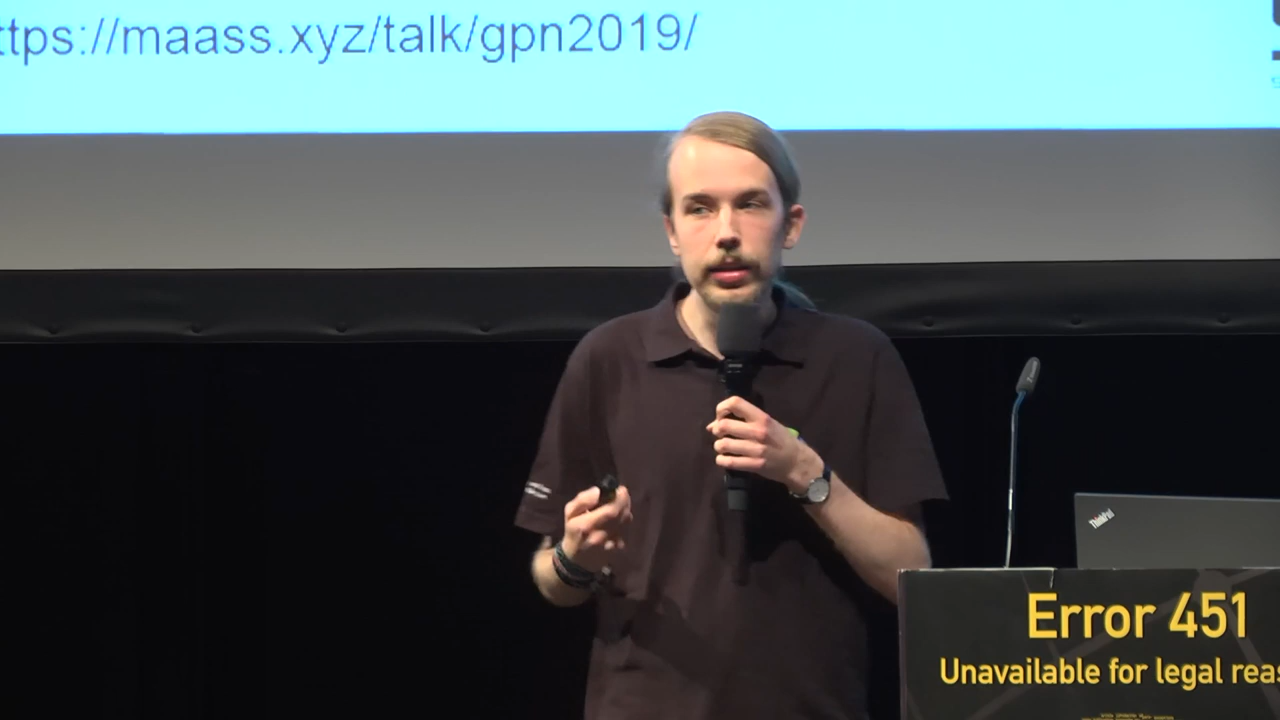 ttps://maass.xyz/talk/gpn2019/
ThinkPad
Error 451
Unavailable for legal reas